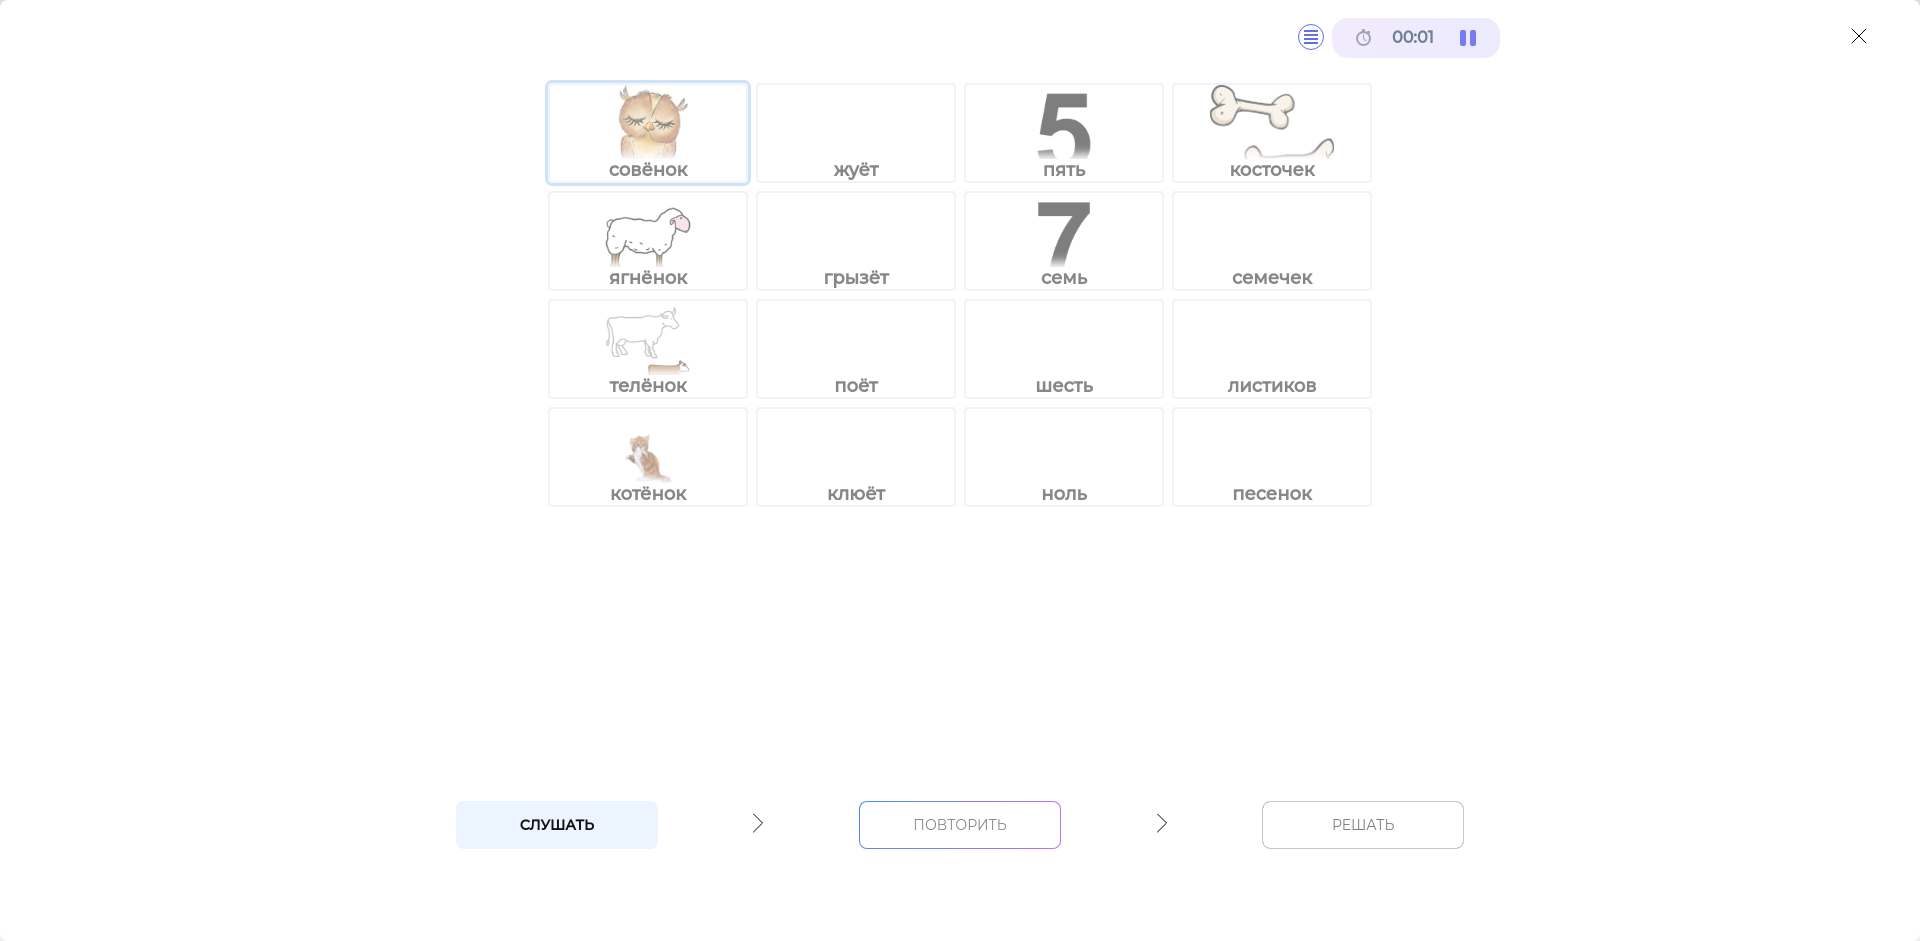 00:01
совёнок жуёт 5 пять косточек
ягнёнок грызёт 7 семь семечек
телёнок поёт шесть листиков
котёнок клюёт ноль песенок
СЛУШАТЬ ПОВТОРИТЬ РЕШАТЬ